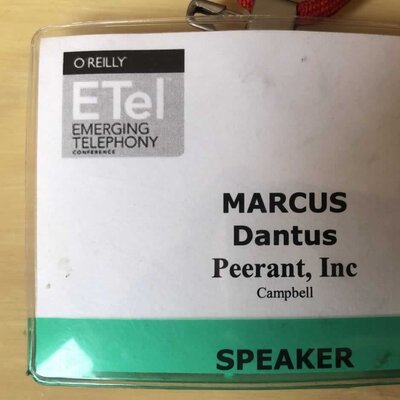 O REILLY
ETel
EMERGING
TELEPHONY
CONFERENCE
MARCUS
Dantus
Peerant, Inc
Campbell
SPEAKER